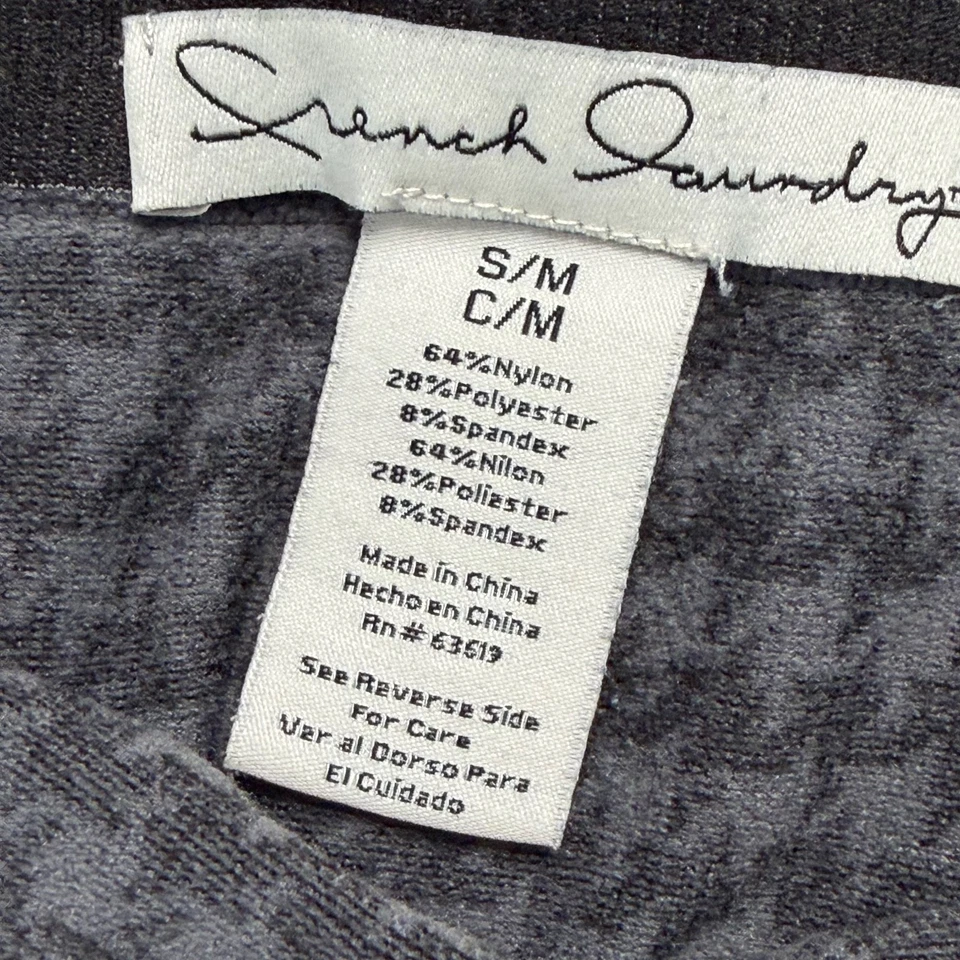 French Laundry™
S/M
C/M
64%Nylon
28%Polyester
8%Spandex
64%Nilon
28%Poliester
8%Spandex
Made in China
Hecho en China
Rn# 63619
See Reverse Side
For Care
Ver al Dorso Para
El Cuidado